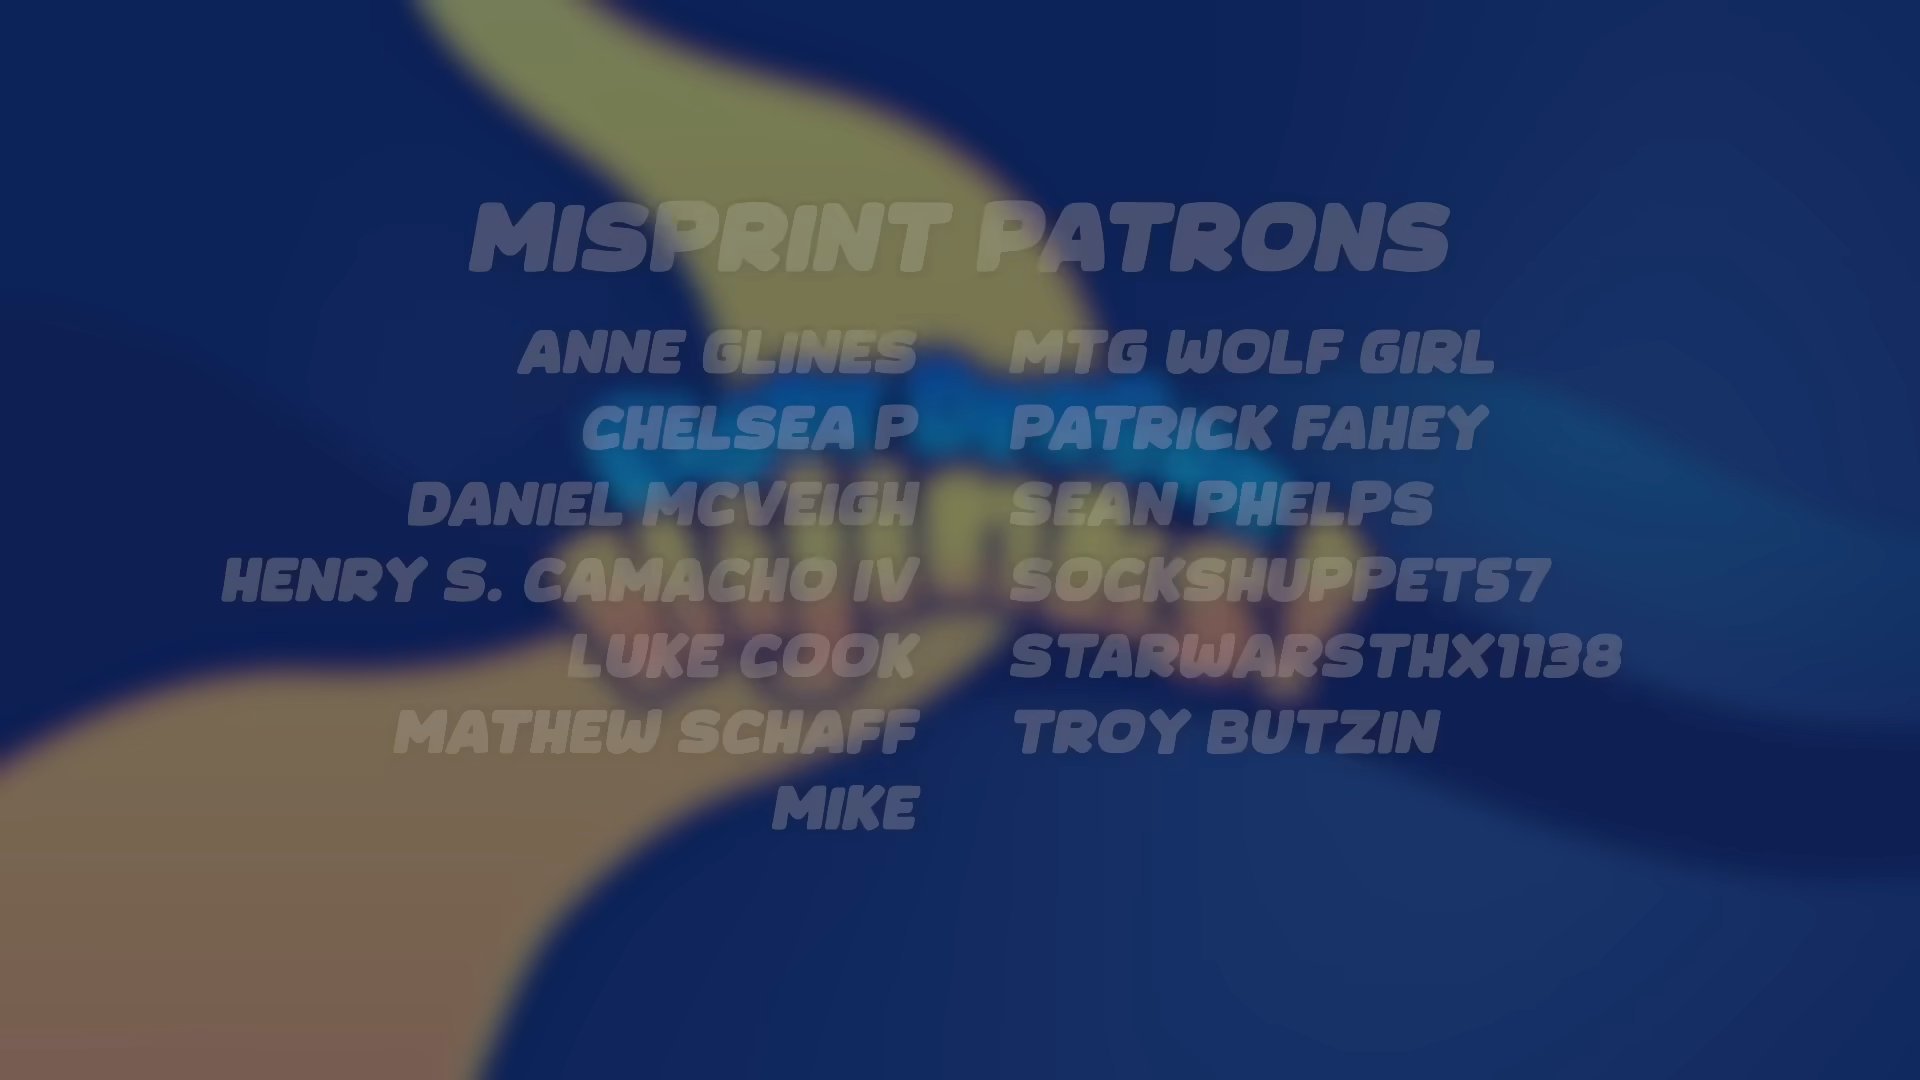 MISPRINT PATRONS
ANNE GLINES
CHELSEA P
DANIEL MCVEIGH
HENRY S. CAMACHO IV
LUKE COOK
MATHEW SCHAFF
MIKE
MTG WOLF GIRL
PATRICK FAHEY
SEAN PHELPS
SOCKSHUPPET57
STARWARSTHX1138
TROY BUTZIN